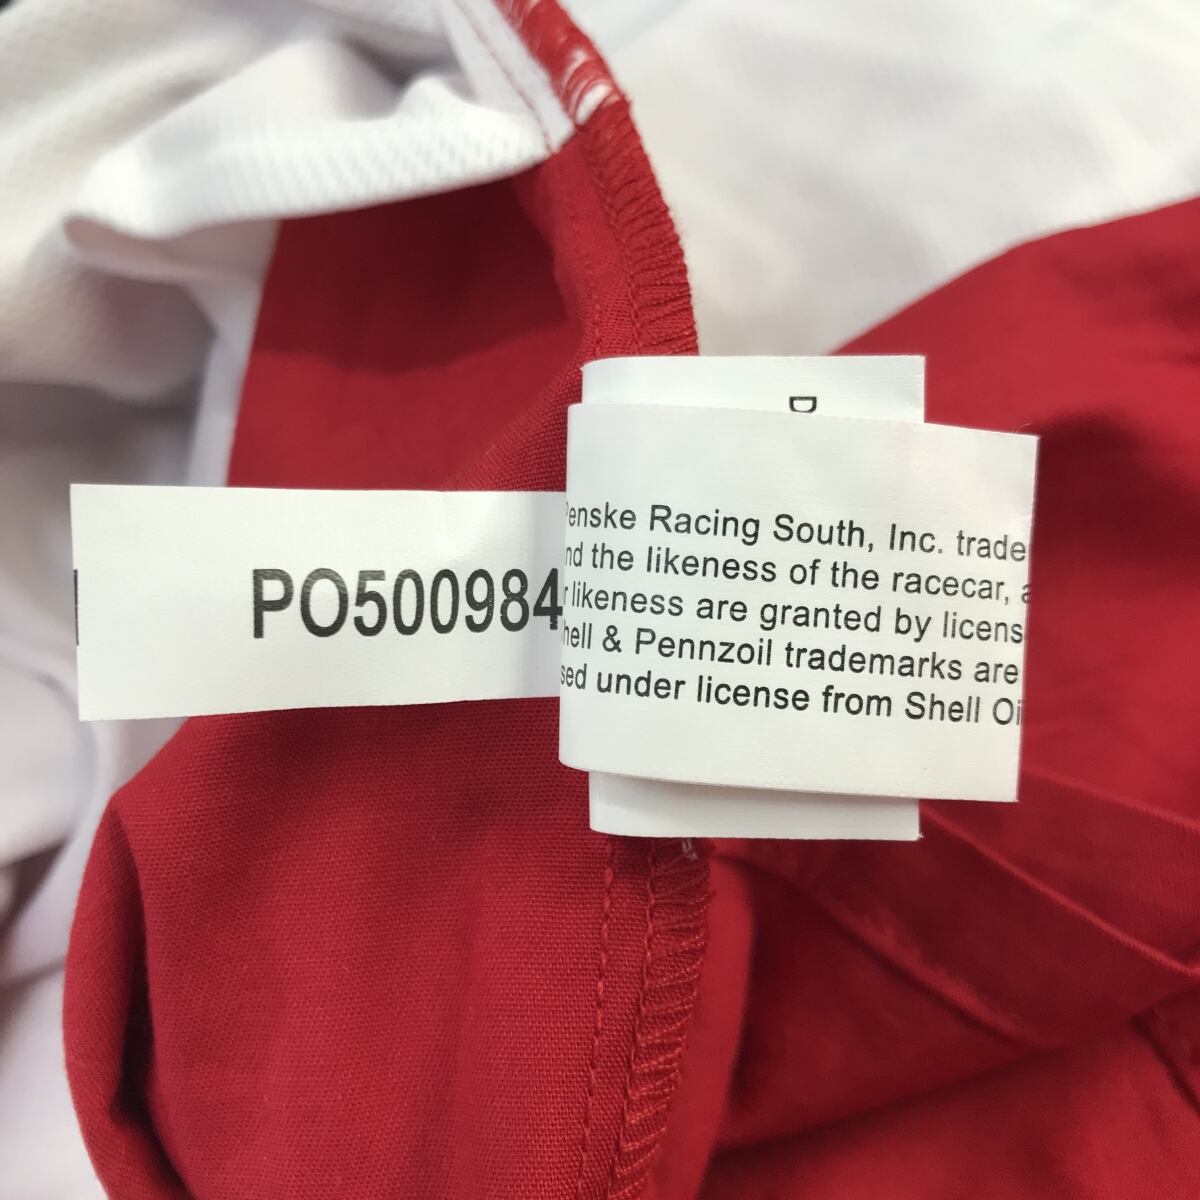 D
PO500984
Penske Racing South, Inc. trade
nd the likeness of the racecar, a
r likeness are granted by licens
hell & Pennzoil trademarks are
sed under license from Shell Oi